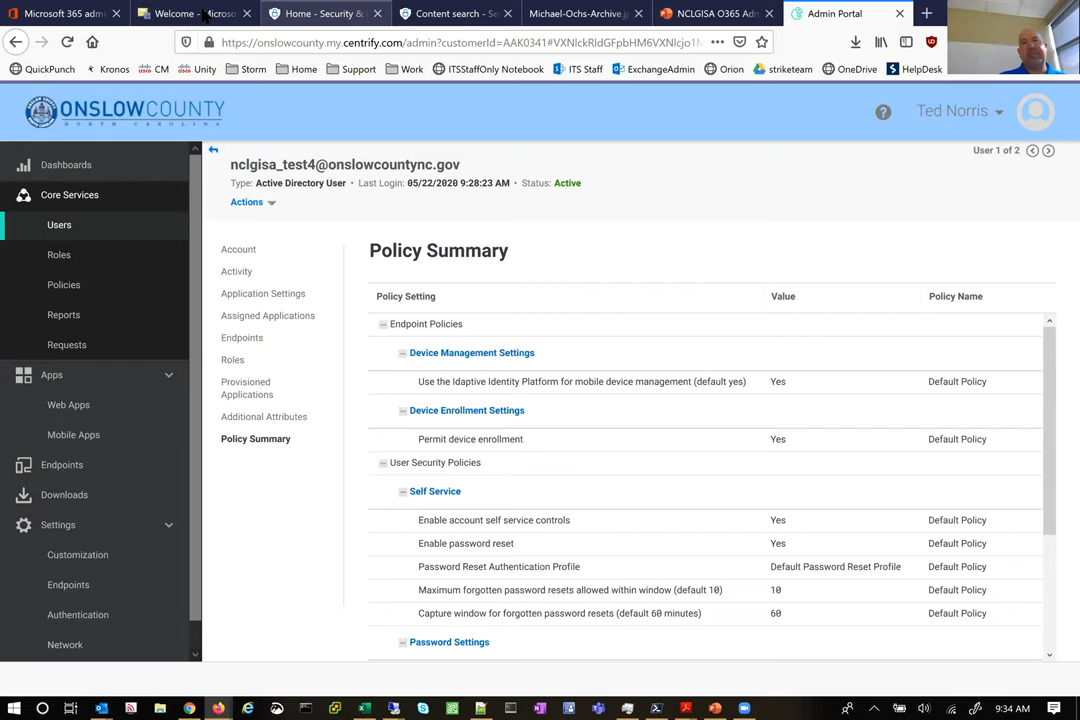 Microsoft 365 admi
Welcome - Microso
Home - Security &
Content search - Se
Michael-Ochs-Archive.jp
NCLGISA O365 Adm
Admin Portal
https://onslowcounty.my.centrify.com/admin?customerId=AAK0341#VXNlckRldGFpbHM6VXNlcjo1M
QuickPunch
Kronos
CM
Unity
Storm
Home
Support
Work
ITSStaffOnly Notebook
ITS Staff
ExchangeAdmin
Orion
striketeam
OneDrive
HelpDesk
ONSLOWCOUNTY
NORTH CAROLINA
Ted Norris
Dashboards
Core Services
Users
Roles
Policies
Reports
Requests
Apps
Web Apps
Mobile Apps
Endpoints
Downloads
Settings
Customization
Endpoints
Authentication
Network
nclgisa_test4@onslowcountync.gov
User 1 of 2
Type: Active Directory User • Last Login: 05/22/2020 9:28:23 AM • Status: Active
Actions
Account
Activity
Application Settings
Assigned Applications
Endpoints
Roles
Provisioned
Applications
Additional Attributes
Policy Summary
Policy Summary
Policy Setting Value Policy Name
Endpoint Policies
Device Management Settings
Use the Idaptive Identity Platform for mobile device management (default yes) Yes Default Policy
Device Enrollment Settings
Permit device enrollment Yes Default Policy
User Security Policies
Self Service
Enable account self service controls Yes Default Policy
Enable password reset Yes Default Policy
Password Reset Authentication Profile Default Password Reset Profile Default Policy
Maximum forgotten password resets allowed within window (default 10) 10 Default Policy
Capture window for forgotten password resets (default 60 minutes) 60 Default Policy
Password Settings
9:34 AM